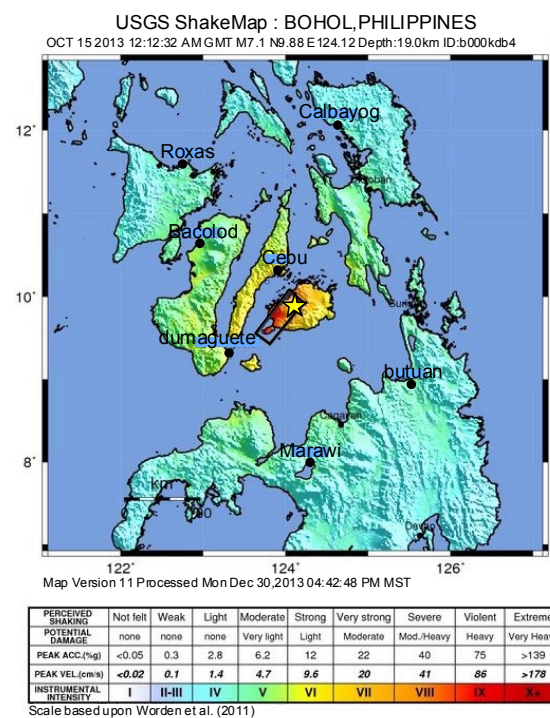 USGS ShakeMap : BOHOL,PHILIPPINES
OCT 15 2013 12:12:32 AM GMT M7.1 N9.88 E124.12 Depth:19.0km ID:b000kdb4
Calbayog
12°
Roxas
Bacolod
Cebu
10°
dumaguete
butuan
Cagayan
8°
Marawi
km
Davao
122° 124° 126°
Map Version 11 Processed Mon Dec 30,2013 04:42:48 PM MST
PERCEIVED SHAKING Not felt Weak Light Moderate Strong Very strong Severe Violent Extreme
POTENTIAL DAMAGE none none none Very light Light Moderate Mod./Heavy Heavy Very Heav
PEAK ACC.(%g) <0.05 0.3 2.8 6.2 12 22 40 75 >139
PEAK VEL.(cm/s) <0.02 0.1 1.4 4.7 9.6 20 41 86 >178
INSTRUMENTAL INTENSITY I II-III IV V VI VII VIII IX X+
Scale based upon Worden et al. (2011)